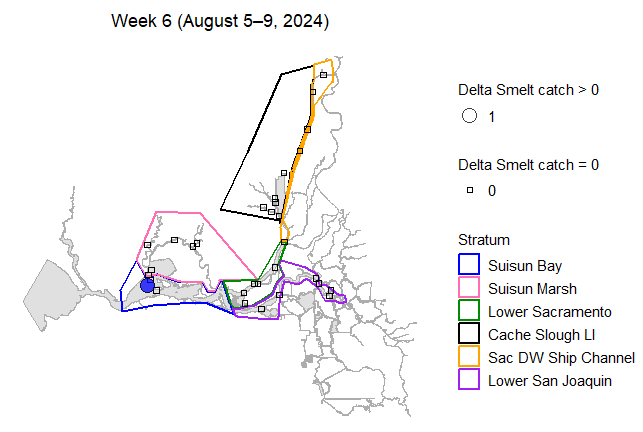 Week 6 (August 5–9, 2024)
Delta Smelt catch > 0
1
Delta Smelt catch = 0
0
Stratum
Suisun Bay
Suisun Marsh
Lower Sacramento
Cache Slough LI
Sac DW Ship Channel
Lower San Joaquin